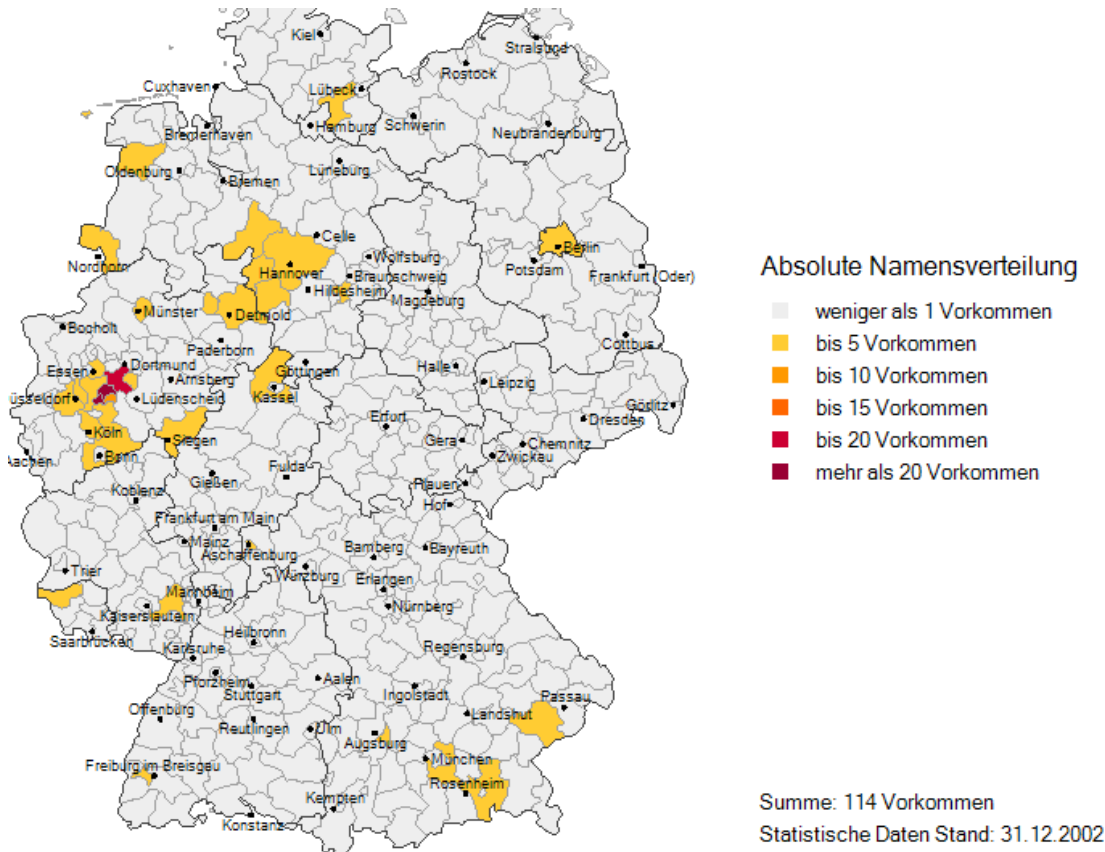 Kiel
Stralsund
Rostock
Cuxhaven
Lübeck
Hamburg
Schwerin
Bremerhaven
Neubrandenburg
Oldenburg
Lüneburg
Bremen
Celle
Wolfsburg
Berlin
Nordhorn
Hannover
Potsdam
Braunschweig
Frankfurt (Oder)
Hildesheim
Magdeburg
Münster
Detmold
Bocholt
Paderborn
Cottbus
Dortmund
Essen
Göttingen
Halle
Arnsberg
Leipzig
Kassel
üsseldorf
Lüdenscheid
Görlitz
Erfurt
Dresden
Köln
Siegen
Gera
Chemnitz
Aachen
Bonn
Zwickau
Fulda
Gießen
Plauen
Koblenz
Hof
Frankfurt am Main
Mainz
Aschaffenburg
Bamberg
Bayreuth
Trier
Würzburg
Erlangen
Mannheim
Kaiserslautern
Nürnberg
Saarbrücken
Heilbronn
Karlsruhe
Regensburg
Pforzheim
Aalen
Stuttgart
Ingolstadt
Passau
Offenburg
Landshut
Reutlingen
Ulm
Augsburg
München
Freiburg im Breisgau
Rosenheim
Kempten
Konstanz
Absolute Namensverteilung
weniger als 1 Vorkommen
bis 5 Vorkommen
bis 10 Vorkommen
bis 15 Vorkommen
bis 20 Vorkommen
mehr als 20 Vorkommen
Summe: 114 Vorkommen
Statistische Daten Stand: 31.12.2002